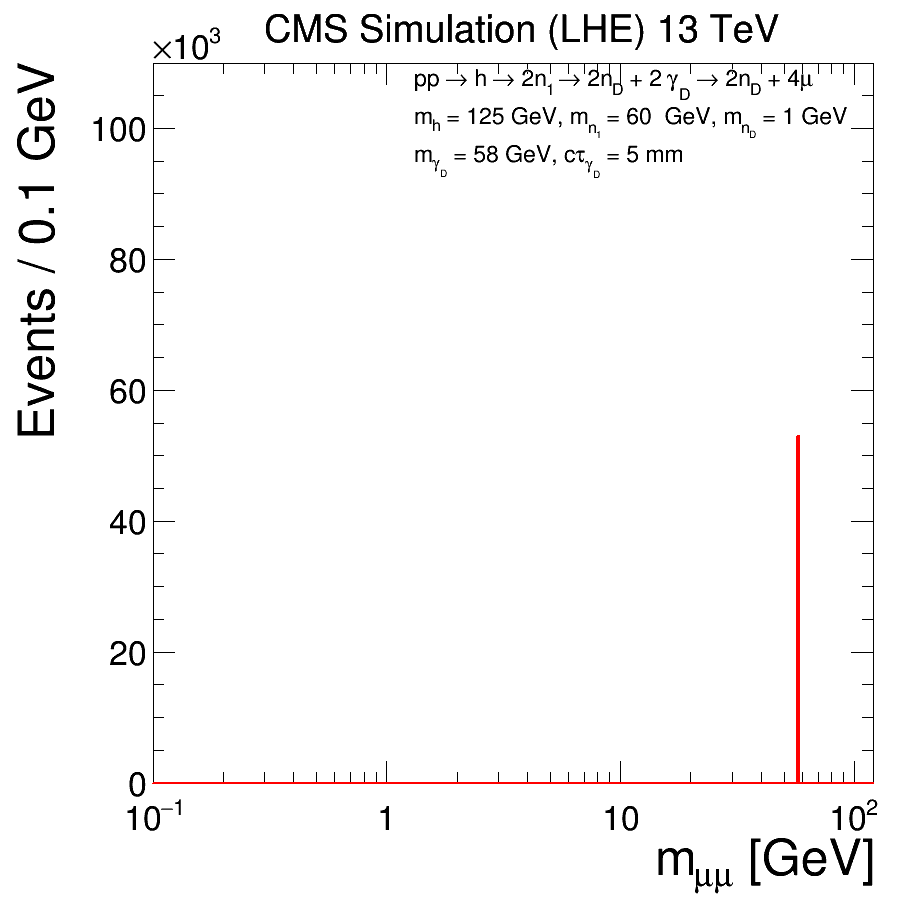 CMS Simulation (LHE) 13 TeV
×10³
Events / 0.1 GeV
pp → h → 2n₁ → 2n_D + 2 γ_D → 2n_D + 4μ
m_h = 125 GeV, m_n₁ = 60 GeV, m_n_D = 1 GeV
m_γ_D = 58 GeV, cτ_γ_D = 5 mm
100
80
60
40
20
0
10⁻¹ 1 10 10²
m_μμ [GeV]